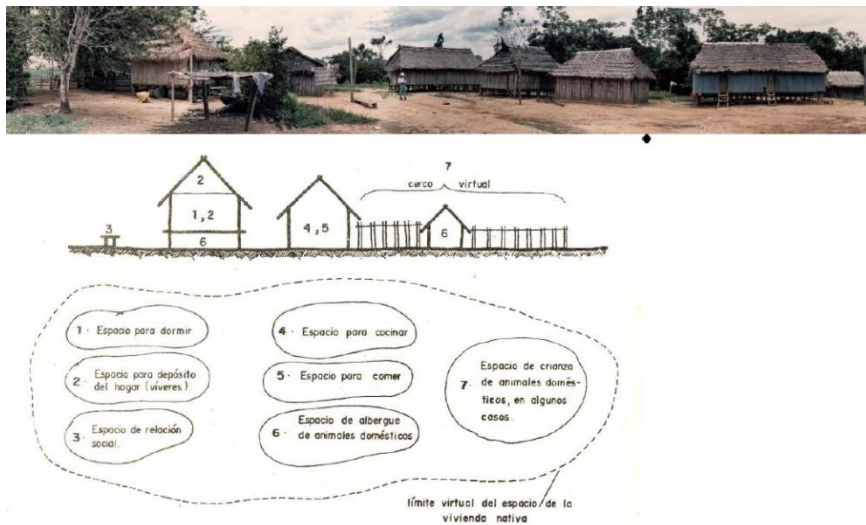 7
cerco virtual
2
1,2
6
3
4,5
6
1- Espacio para dormir
2- Espacio para depósito
del hogar (víveres).
3- Espacio de relación
social.
4- Espacio para cocinar
5- Espacio para comer
6- Espacio de albergue
de animales domésticos
7- Espacio de crianza
de animales domés-
ticos, en algunos
casos.
límite virtual del espacio de la
vivienda nativa